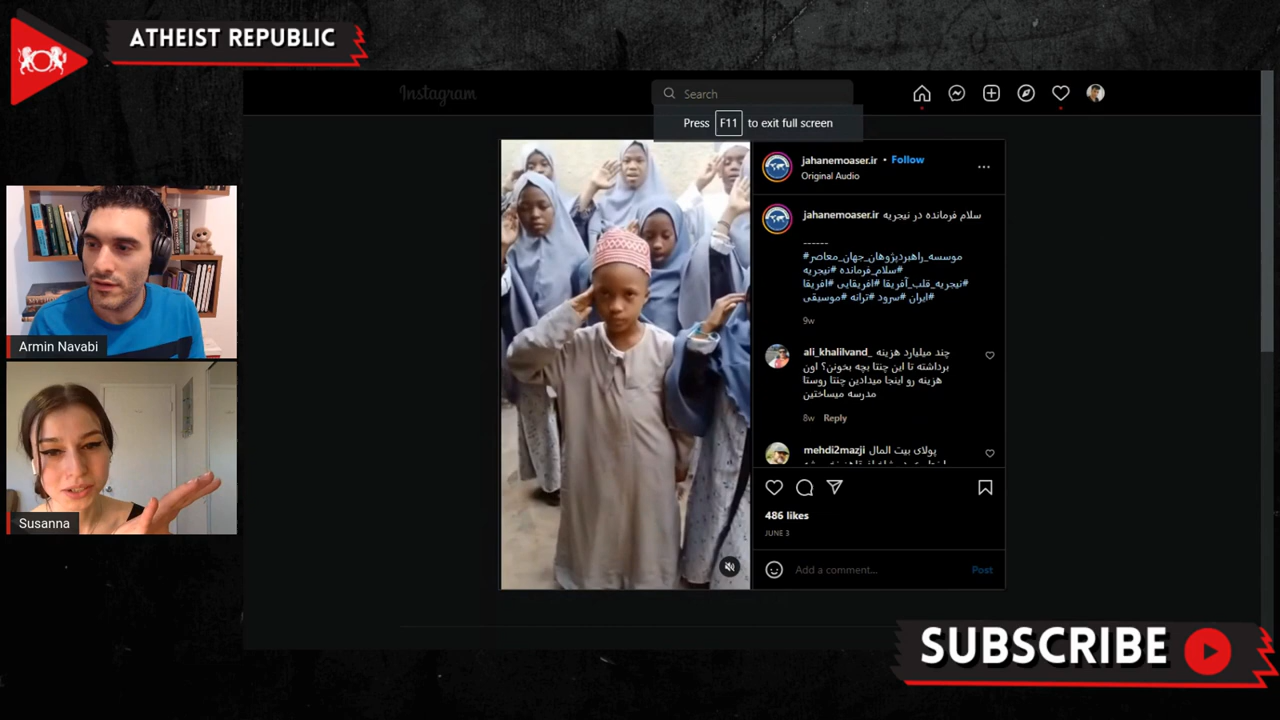 ATHEIST REPUBLIC
Instagram
Search
Press F11 to exit full screen
jahanemoaser.ir • Follow
Original Audio
jahanemoaser.ir سلام فرمانده در نیجریه
------
#موسسه_راهبردپژوهان_جهان_معاصر
#سلام_فرمانده #نیجریه
#نیجریه_قلب_آفریقا #افریقایی #افریقا
#ایران #سرود #ترانه #موسیقی
9w
ali_khalilvand_ چند میلیارد هزینه
برداشته تا این چنتا بچه بخونن؟ اون
هزینه رو اینجا میدادین چنتا روستا
مدرسه میساختین
8w Reply
mehdi2mazji پولای بیت المال
486 likes
JUNE 3
Add a comment... Post
Armin Navabi
Susanna
SUBSCRIBE